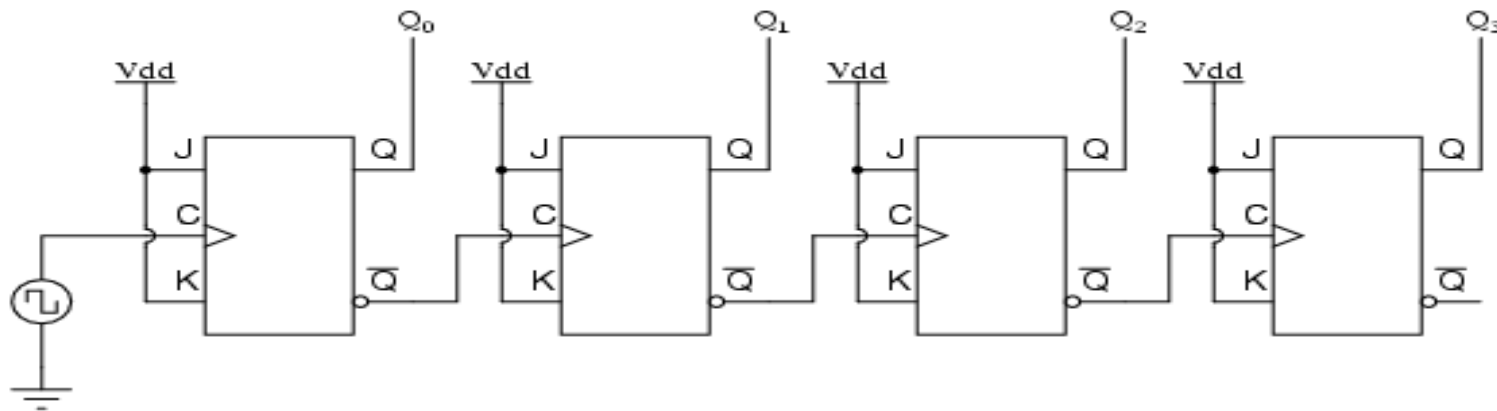 Q₀ Q₁ Q₂ Q₃
Vdd Vdd Vdd Vdd
J Q J Q J Q J Q
C C C C
K Q̅ K Q̅ K Q̅ K Q̅